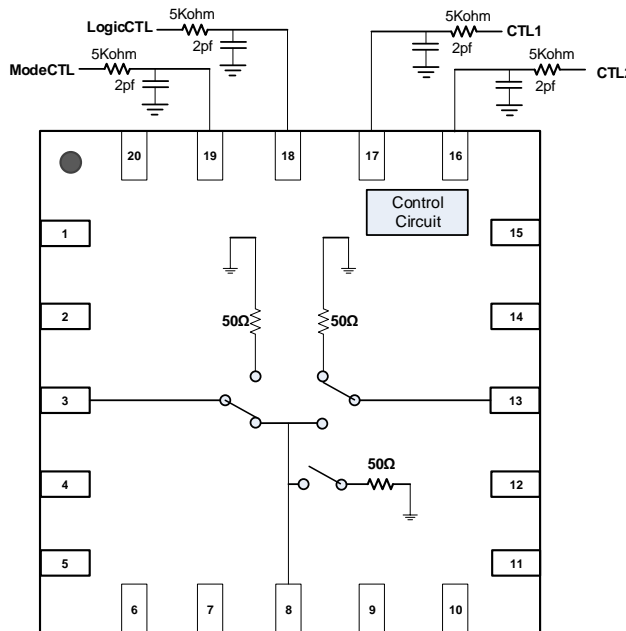 LogicCTL
5Kohm
2pf
ModeCTL
5Kohm
2pf
5Kohm
CTL1
2pf
5Kohm
CTL2
2pf
20
19
18
17
16
Control
Circuit
1
2
3
4
5
15
14
13
12
11
50Ω
50Ω
50Ω
6
7
8
9
10